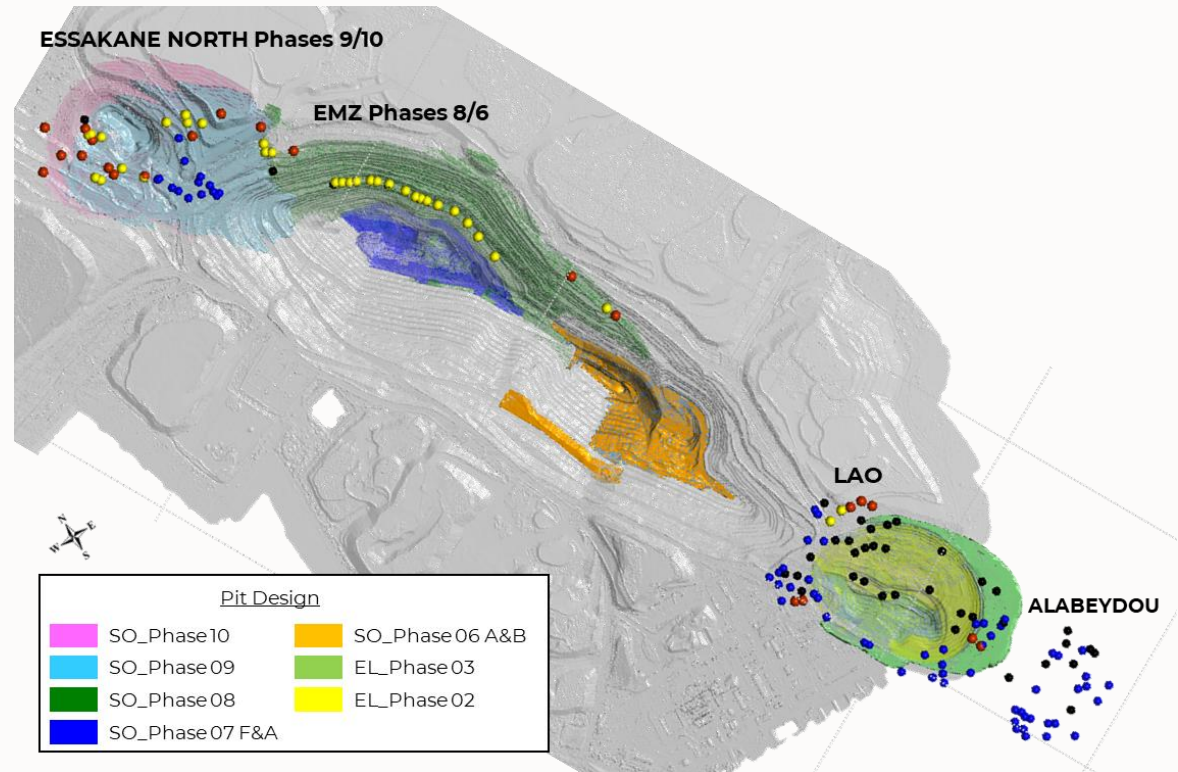 ESSAKANE NORTH Phases 9/10
EMZ Phases 8/6
LAO
ALABEYDOU
N
E
W
S
Pit Design
SO_Phase 10
SO_Phase 09
SO_Phase 08
SO_Phase 07 F&A
SO_Phase 06 A&B
EL_Phase 03
EL_Phase 02